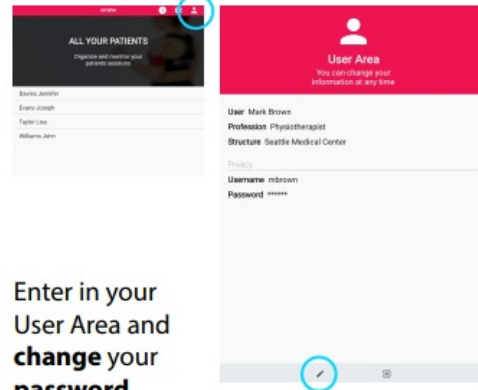 ALL YOUR PATIENTS
Organize and monitor your
patients sessions
Davies Jennifer
Evans Joseph
Taylor Lisa
Williams John
User Area
You can change your
information at any time
User Mark Brown
Profession Physiotherapist
Structure Seattle Medical Center
Privacy
Username mbrown
Password ******
Enter in your
User Area and
change your
password